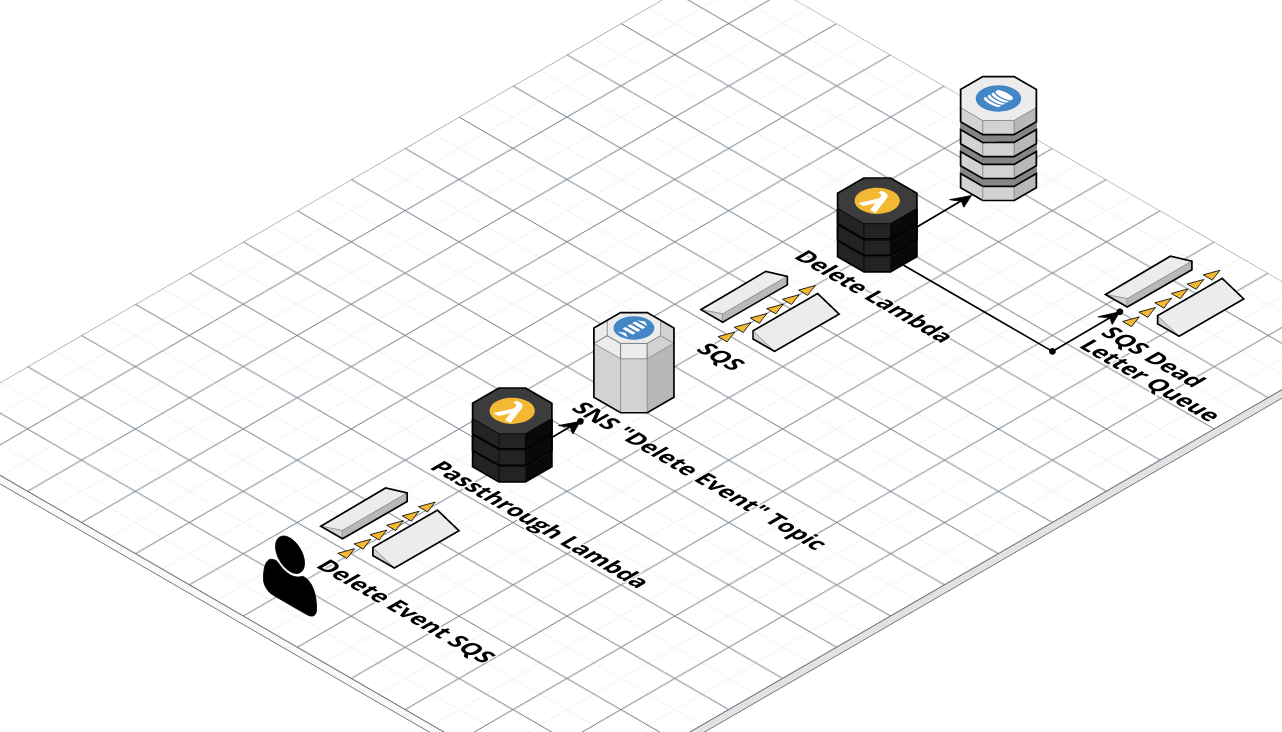 Delete Lambda
SQS Dead
Letter Queue
SQS
SNS "Delete Event" Topic
Passthrough Lambda
Delete Event SQS